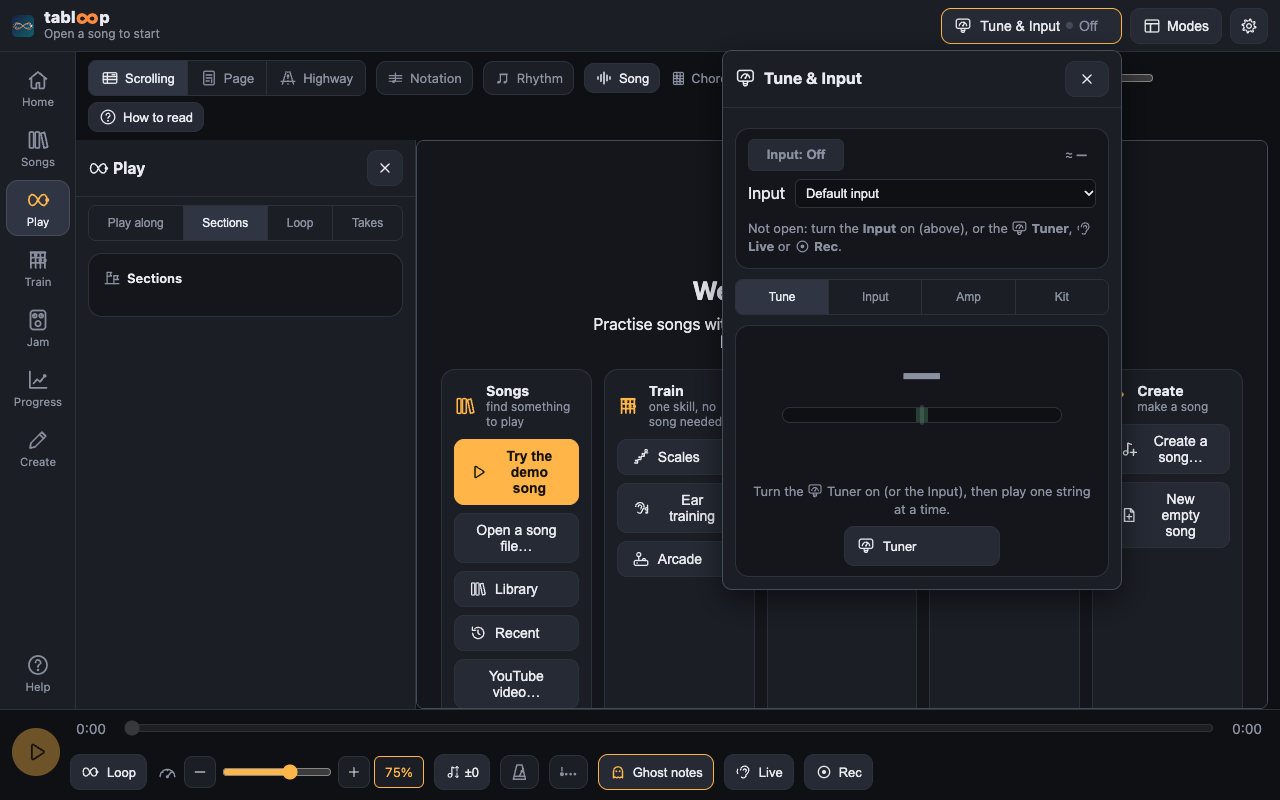 tabloop
Open a song to start
Tune & Input
Off
Modes
Home
Songs
Play
Train
Jam
Progress
Create
Help
Scrolling
Page
Highway
Notation
Rhythm
Song
How to read
Play
Play along
Sections
Loop
Takes
Sections
Tune & Input
Input: Off
≈ —
Input
Default input
Not open: turn the Input on (above), or the Tuner,
Live or Rec.
Tune
Input
Amp
Kit
Turn the Tuner on (or the Input), then play one string
at a time.
Tuner
Practise songs
Songs
find something
to play
Try the
demo
song
Open a song
file…
Library
Recent
YouTube
video…
Train
one skill, no
song needed
Scales
Ear
training
Arcade
Create
make a song
Create a
song…
New
empty
song
0:00
0:00
Loop
−
+
75%
±0
Ghost notes
Live
Rec